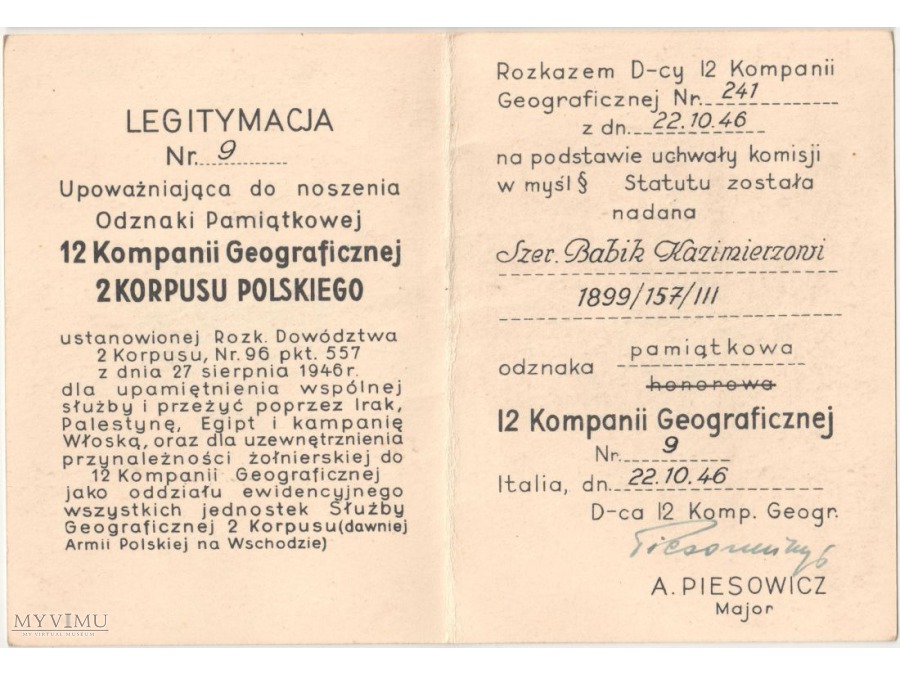 LEGITYMACJA
Nr. 9
Upoważniająca do noszenia
Odznaki Pamiątkowej
12 Kompanii Geograficznej
2 KORPUSU POLSKIEGO
ustanowionej Rozk. Dowództwa
2 Korpusu, Nr. 96 pkt. 557
z dnia 27 sierpnia 1946r.
dla upamiętnienia wspólnej
służby i przeżyć poprzez Irak,
Palestynę, Egipt i kampanię
Włoską, oraz dla uzewnętrznienia
przynależności żołnierskiej do
12 Kompanii Geograficznej
jako oddziału ewidencyjnego
wszystkich jednostek Służby
Geograficznej 2 Korpusu (dawniej
Armii Polskiej na Wschodzie)
MYVIMU
MY VIRTUAL MUSEUM
Rozkazem D-cy 12 Kompanii
Geograficznej Nr. 241
z dn. 22.10.46
na podstawie uchwały komisji
w myśl § Statutu została
nadana
Szer. Babik Kazimierzowi
1899/157/III
odznaka pamiątkowa
honorowa
12 Kompanii Geograficznej
Nr. 9
Italia, dn. 22.10.46
D-ca 12 Komp. Geogr.
A. PIESOWICZ
Major